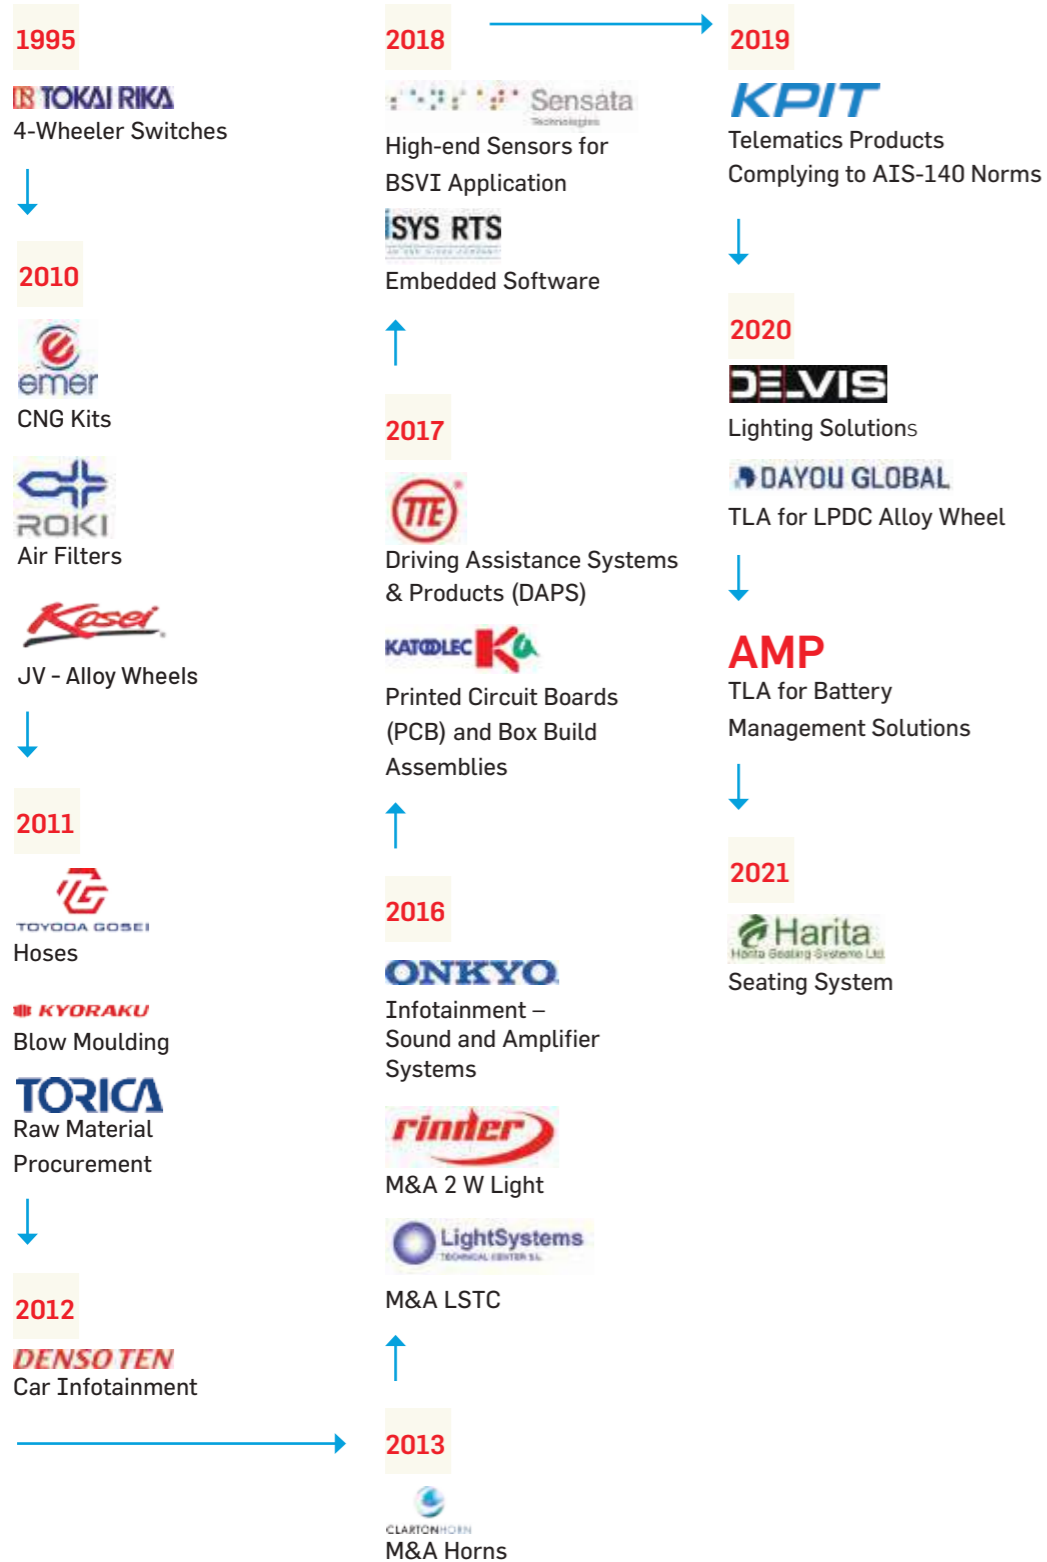 1995
TOKAI RIKA
4-Wheeler Switches
2010
emer
CNG Kits
ROKI
Air Filters
Kosei
JV - Alloy Wheels
2011
TG
TOYODA GOSEI
Hoses
KYORAKU
Blow Moulding
TORICA
Raw Material
Procurement
2012
DENSO TEN
Car Infotainment
2013
CLARTONHORN
M&A Horns
2016
ONKYO
Infotainment –
Sound and Amplifier
Systems
rinder
M&A 2 W Light
LightSystems
TECHNICAL CENTER S.L.
M&A LSTC
2017
TTE
Driving Assistance Systems
& Products (DAPS)
KATOLEC
Printed Circuit Boards
(PCB) and Box Build
Assemblies
2018
Sensata
Technologies
High-end Sensors for
BSVI Application
iSYS RTS
Embedded Software
2019
KPIT
Telematics Products
Complying to AIS-140 Norms
2020
DELVIS
Lighting Solutions
DAYOU GLOBAL
TLA for LPDC Alloy Wheel
AMP
TLA for Battery
Management Solutions
2021
Harita
Harita Seating Systems Ltd.
Seating System